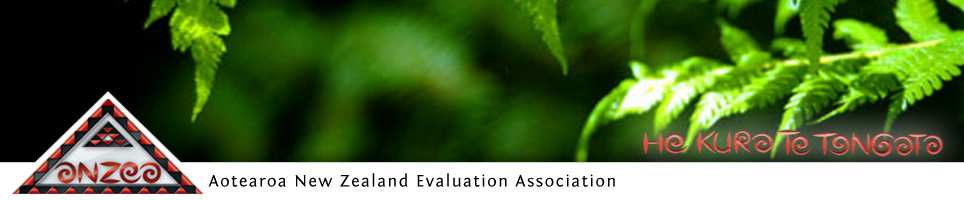 HE KURA TE TANGATA
ANZEA
Aotearoa New Zealand Evaluation Association